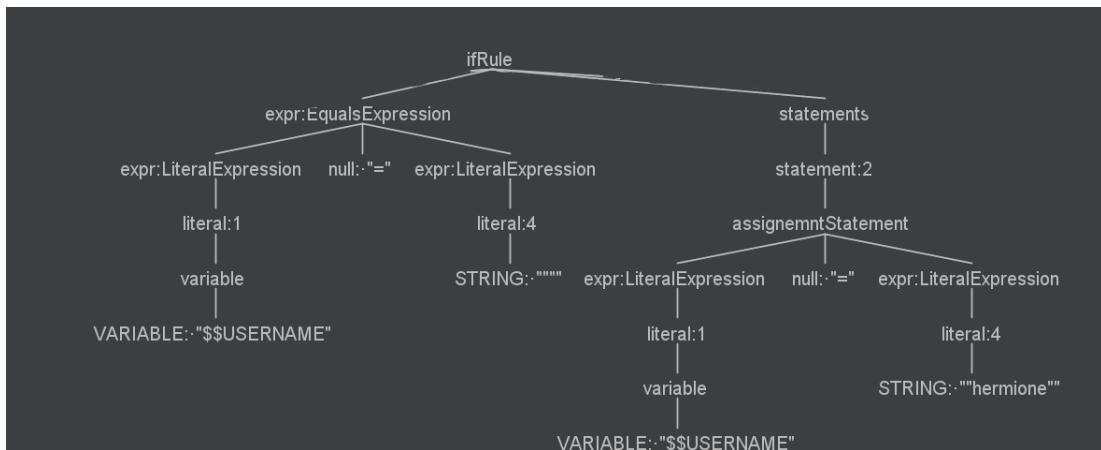 ifRule
expr:EqualsExpression statements
expr:LiteralExpression null:·"=" expr:LiteralExpression statement:2
literal:1 literal:4 assignemntStatement
variable STRING:·"""" expr:LiteralExpression null:·"=" expr:LiteralExpression
VARIABLE:·"$$USERNAME" literal:1 literal:4
variable STRING:·""hermione""
VARIABLE:·"$$USERNAME"